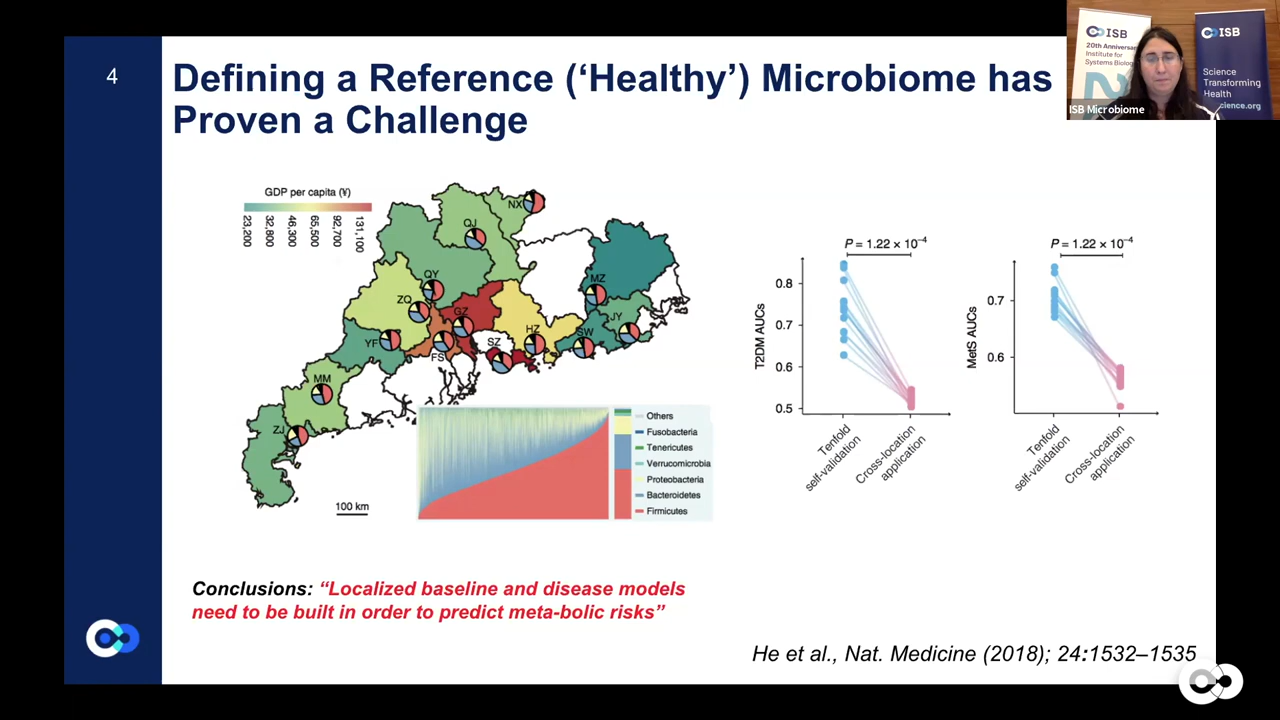 4
Defining a Reference (‘Healthy’) Microbiome has
Proven a Challenge
ISB
20th Anniversary
Institute for
Systems Biology
ISB
Science
Transforming
Health
cience.org
ISB Microbiome
GDP per capita (¥)
23,200
32,800
46,300
65,500
92,700
131,100
NX
QJ
QY
MZ
ZQ
GZ
JY
YF
FS
SZ
HZ
SW
MM
ZJ
100 km
Others
Fusobacteria
Tenericutes
Verrucomicrobia
Proteobacteria
Bacteroidetes
Firmicutes
P = 1.22 × 10⁻⁴
T2DM AUCs
0.8
0.7
0.6
0.5
Tenfold
self-validation
Cross-location
application
P = 1.22 × 10⁻⁴
MetS AUCs
0.7
0.6
Tenfold
self-validation
Cross-location
application
Conclusions: “Localized baseline and disease models
need to be built in order to predict meta-bolic risks”
He et al., Nat. Medicine (2018); 24:1532–1535